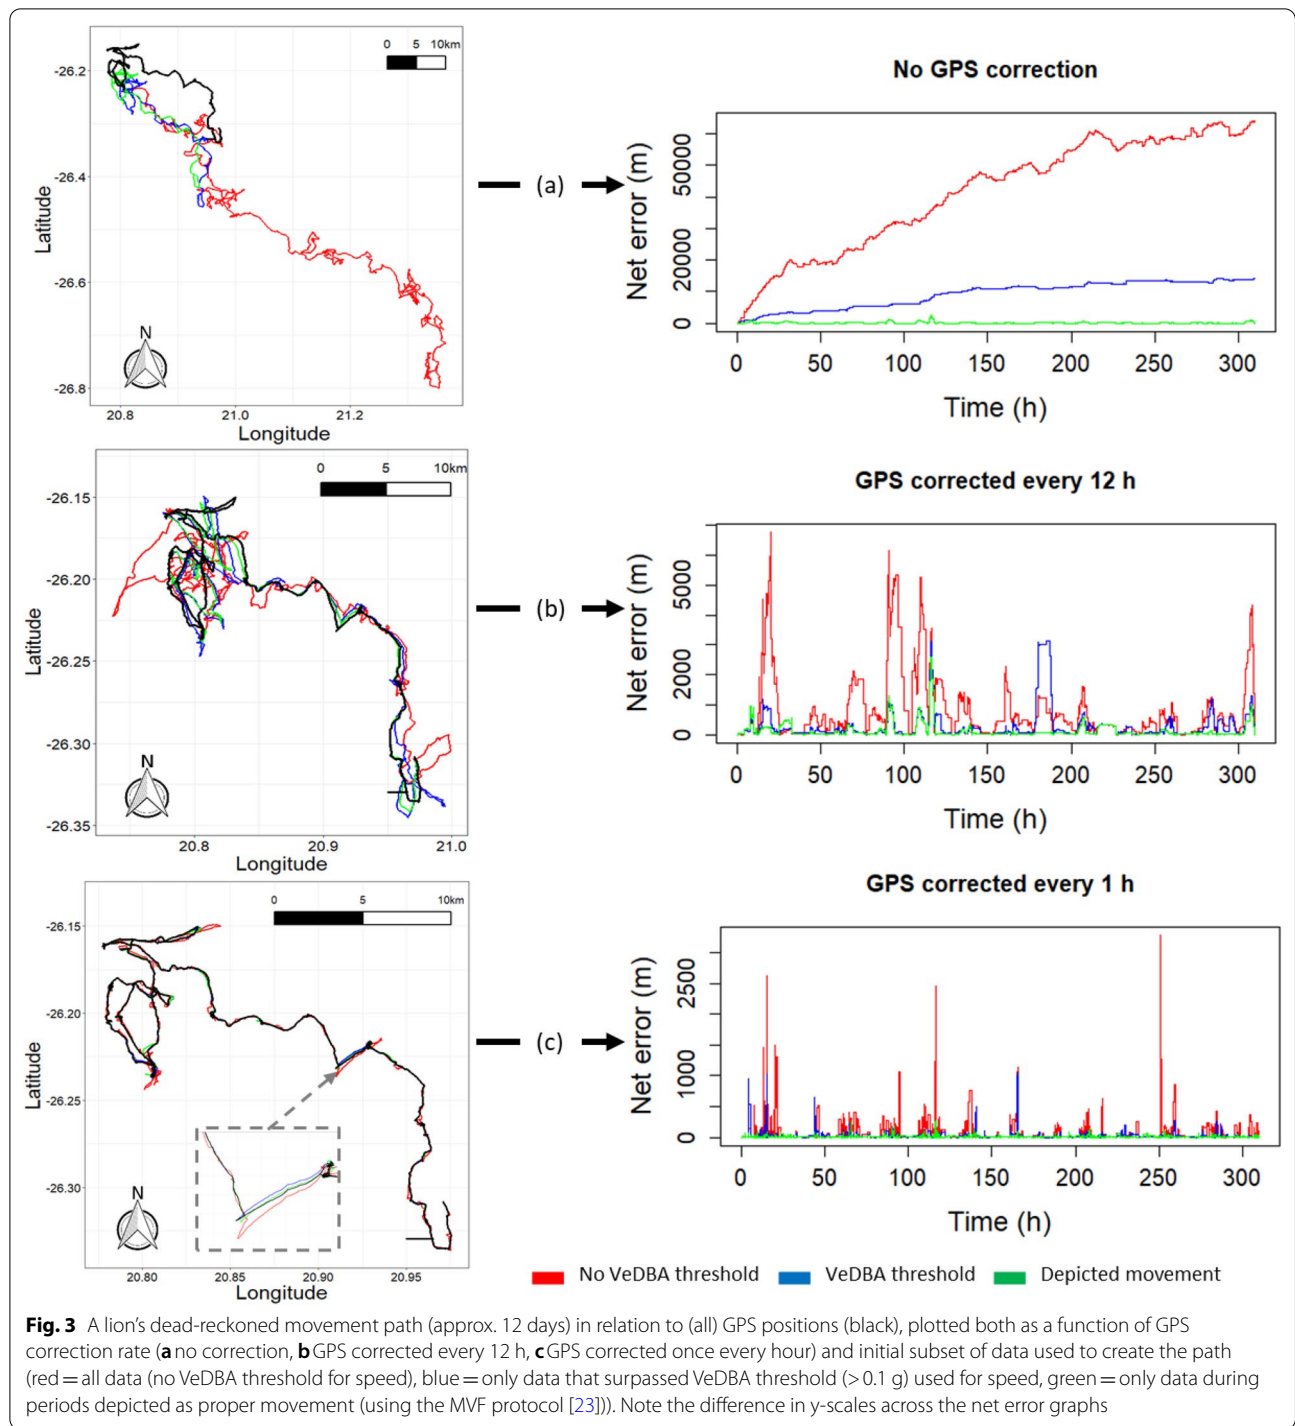 0 5 10km
-26.2
-26.4
-26.6
-26.8
Latitude
N
20.8 21.0 21.2
Longitude
(a)
No GPS correction
Net error (m)
0 20000 50000
0 50 100 150 200 250 300
Time (h)
0 5 10km
-26.15
-26.20
-26.25
-26.30
-26.35
Latitude
N
20.8 20.9 21.0
Longitude
(b)
GPS corrected every 12 h
Net error (m)
0 2000 5000
0 50 100 150 200 250 300
Time (h)
0 5 10km
-26.15
-26.20
-26.25
-26.30
Latitude
N
20.80 20.85 20.90 20.95
Longitude
(c)
GPS corrected every 1 h
Net error (m)
0 1000 2500
0 50 100 150 200 250 300
Time (h)
No VeDBA threshold VeDBA threshold Depicted movement
Fig. 3 A lion's dead-reckoned movement path (approx. 12 days) in relation to (all) GPS positions (black), plotted both as a function of GPS
correction rate (a no correction, b GPS corrected every 12 h, c GPS corrected once every hour) and initial subset of data used to create the path
(red = all data (no VeDBA threshold for speed), blue = only data that surpassed VeDBA threshold (> 0.1 g) used for speed, green = only data during
periods depicted as proper movement (using the MVF protocol [23])). Note the difference in y-scales across the net error graphs